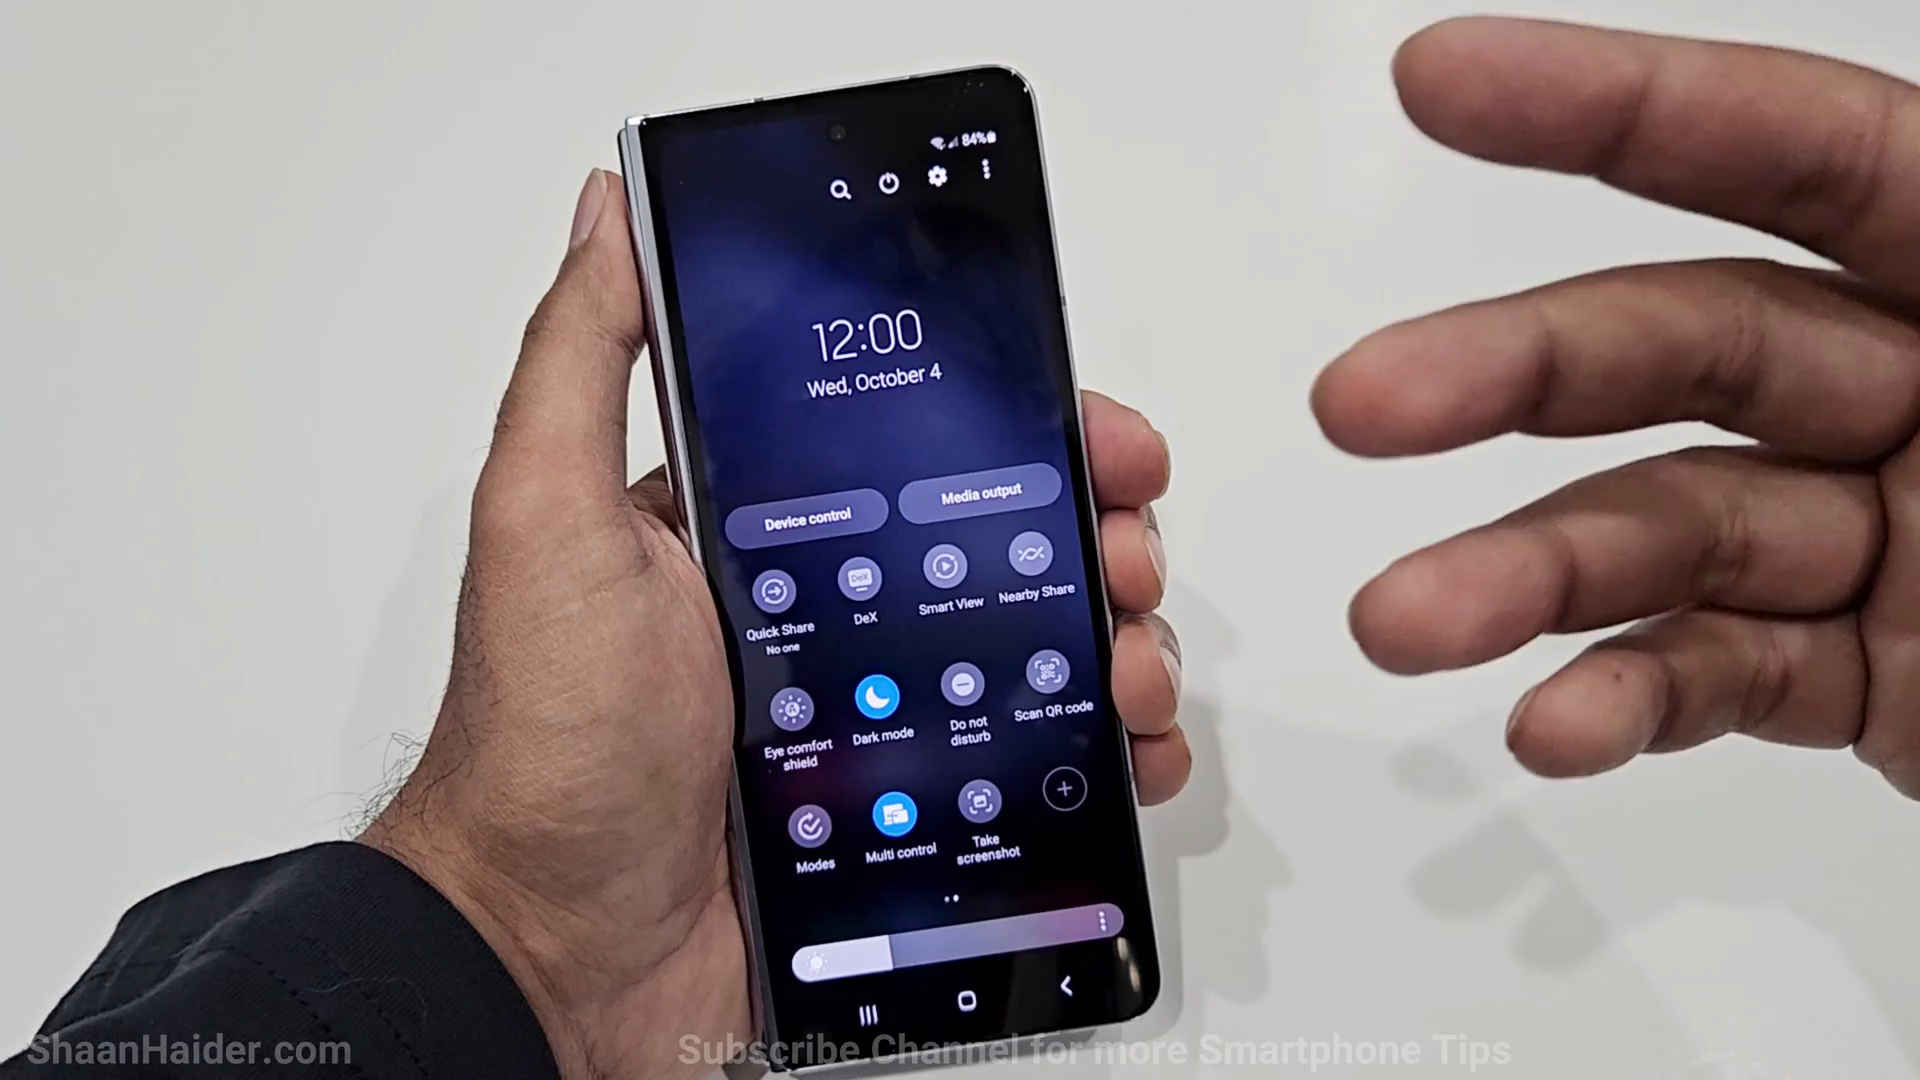 84%
12:00
Wed, October 4
Device control
Media output
DeX
Quick Share
No one
DeX
Smart View
Nearby Share
Eye comfort
shield
Dark mode
Do not
disturb
Scan QR code
Modes
Multi control
Take
screenshot
ShaanHaider.com
Subscribe Channel for more Smartphone Tips